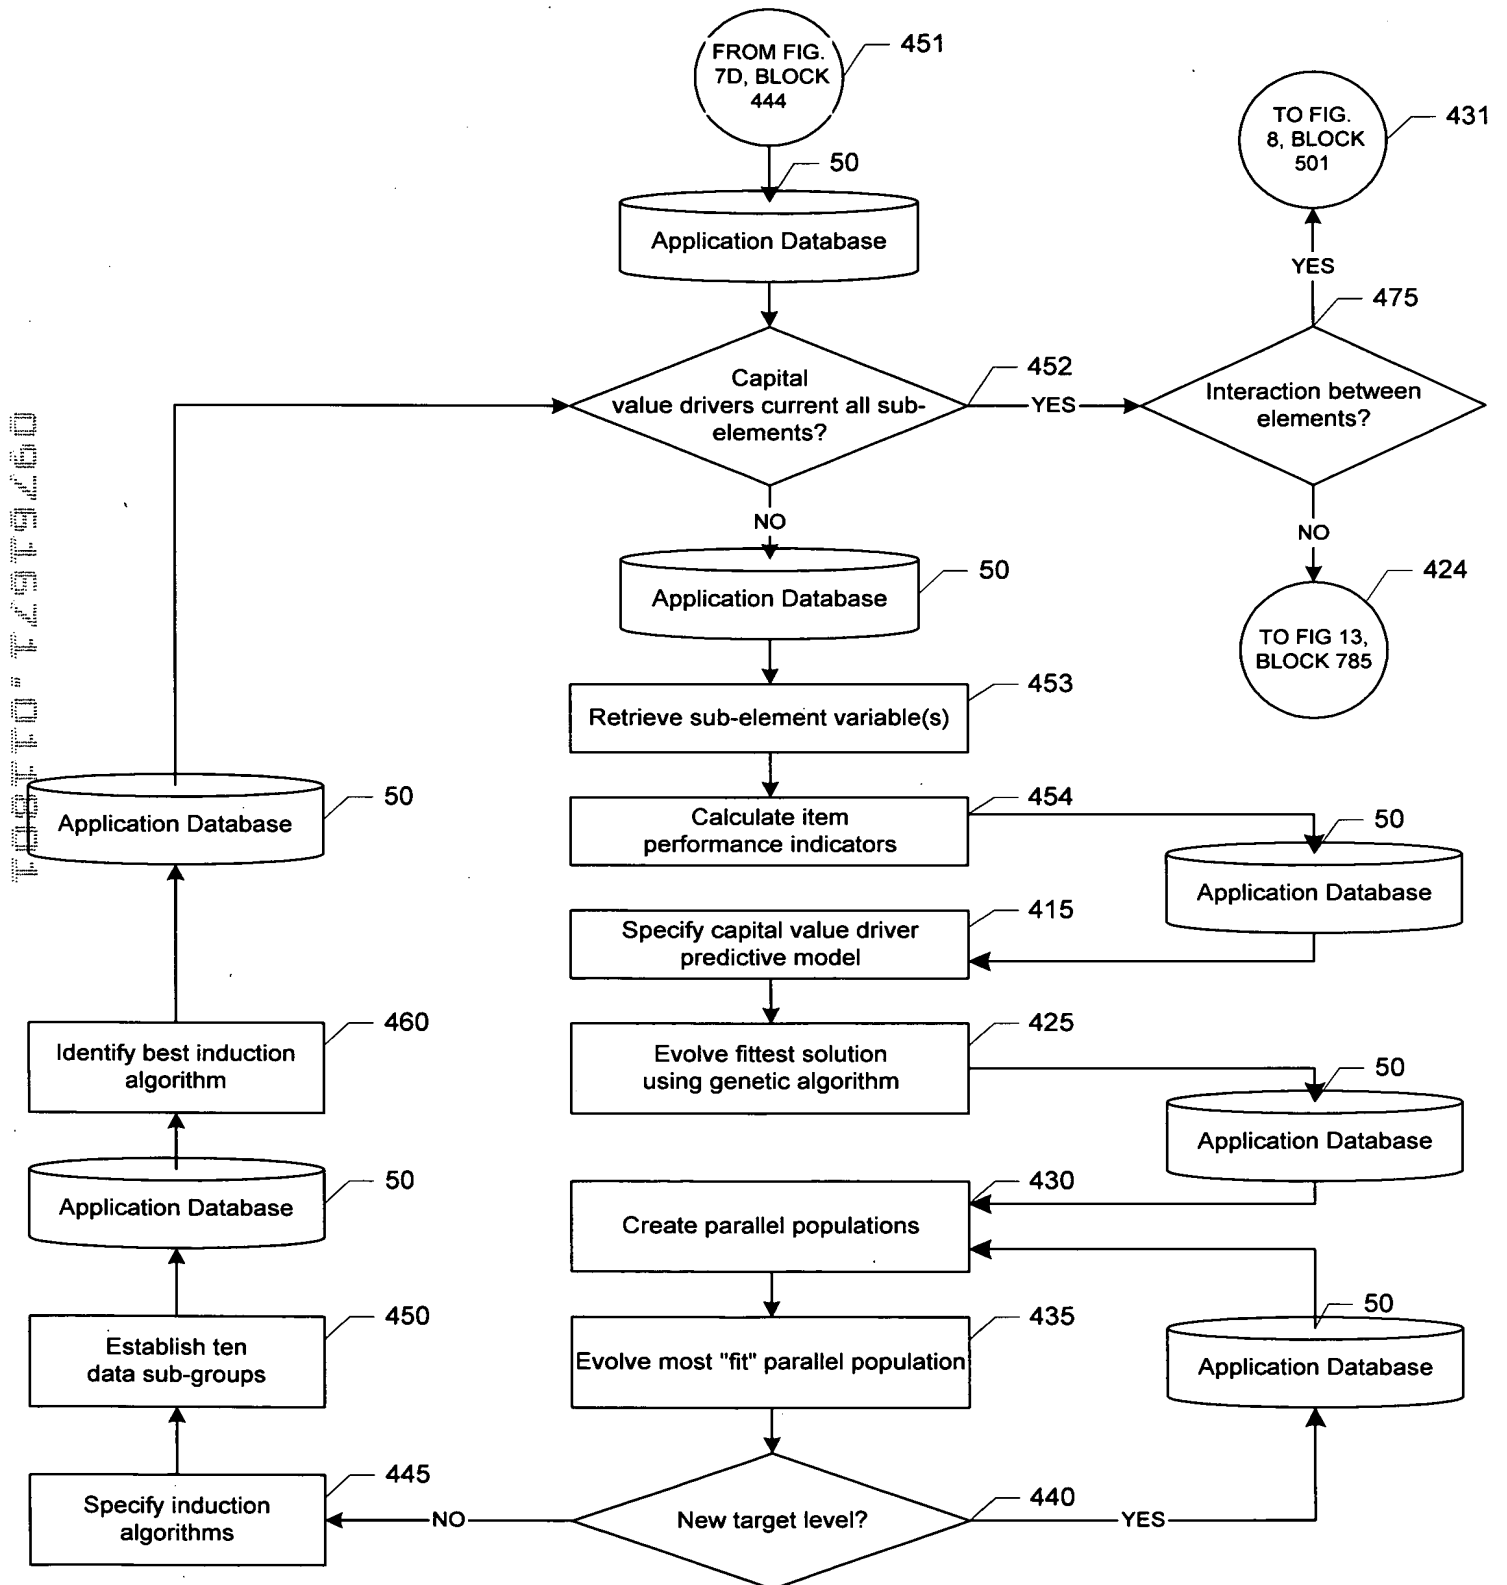 FROM FIG.
7D, BLOCK
444
451
TO FIG.
8, BLOCK
501
431
50
Application Database
YES
475
Capital
value drivers current all sub-
elements?
452
YES
Interaction between
elements?
NO
NO
50
Application Database
424
TO FIG 13,
BLOCK 785
453
Retrieve sub-element variable(s)
50
Application Database
454
Calculate item
performance indicators
50
Application Database
415
Specify capital value driver
predictive model
460
Identify best induction
algorithm
425
Evolve fittest solution
using genetic algorithm
50
Application Database
50
Application Database
430
Create parallel populations
450
Establish ten
data sub-groups
435
Evolve most "fit" parallel population
50
Application Database
445
Specify induction
algorithms
NO
New target level?
440
YES
09761671.011801